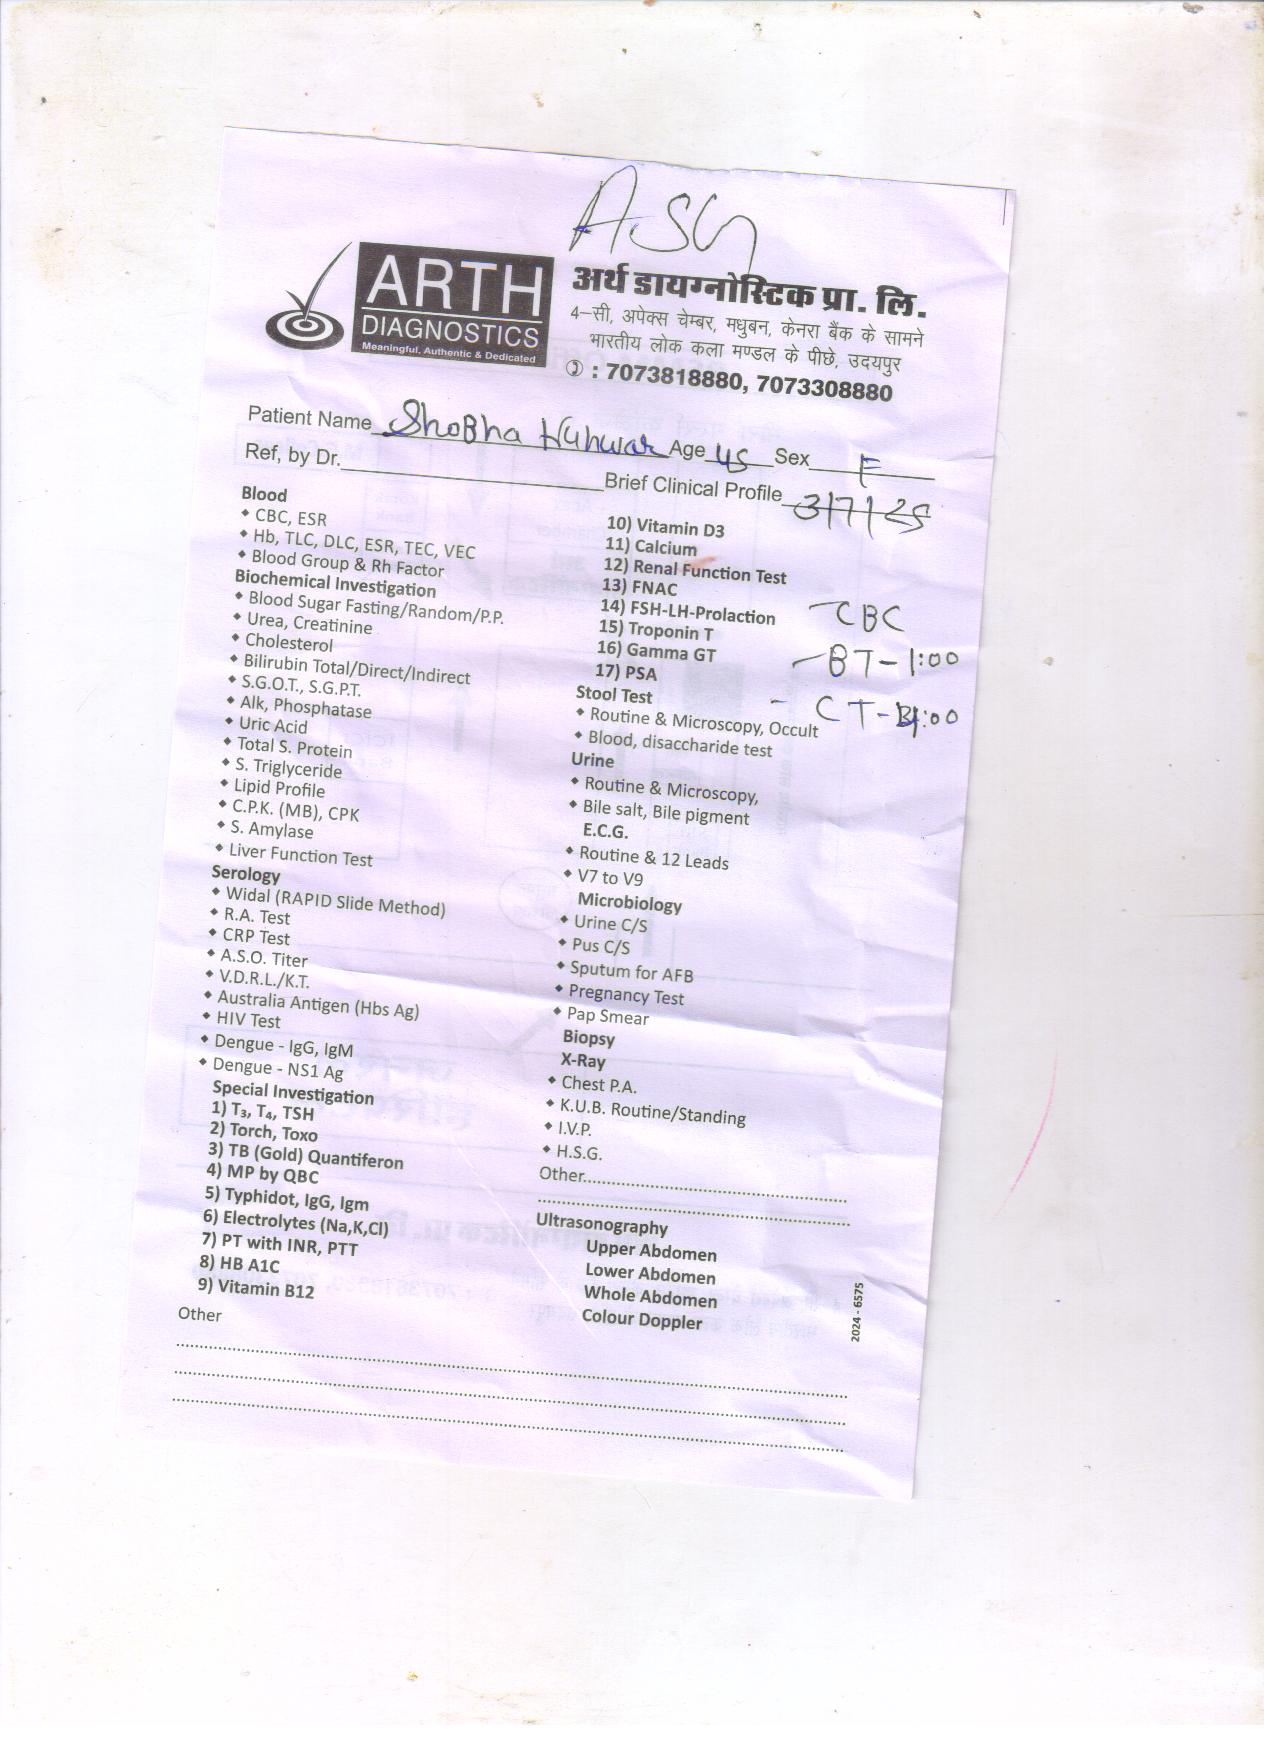 ASG
ARTH
DIAGNOSTICS
Meaningful, Authentic & Dedicated
अर्थ डायग्नोस्टिक प्रा. लि.
4-सी, अपेक्स चेम्बर, मधुबन, केनरा बैंक के सामने
भारतीय लोक कला मण्डल के पीछे, उदयपुर
: 7073818880, 7073308880
Patient Name Shobha Kunwar Age 45 Sex F
Ref, by Dr. Brief Clinical Profile 3/7/25
Blood
CBC, ESR
Hb, TLC, DLC, ESR, TEC, VEC
Blood Group & Rh Factor
Biochemical Investigation
Blood Sugar Fasting/Random/P.P.
Urea, Creatinine
Cholesterol
Bilirubin Total/Direct/Indirect
S.G.O.T., S.G.P.T.
Alk, Phosphatase
Uric Acid
Total S. Protein
S. Triglyceride
Lipid Profile
C.P.K. (MB), CPK
S. Amylase
Liver Function Test
Serology
Widal (RAPID Slide Method)
R.A. Test
CRP Test
A.S.O. Titer
V.D.R.L./K.T.
Australia Antigen (Hbs Ag)
HIV Test
Dengue - IgG, IgM
Dengue - NS1 Ag
Special Investigation
1) T₃, T₄, TSH
2) Torch, Toxo
3) TB (Gold) Quantiferon
4) MP by QBC
5) Typhidot, IgG, Igm
6) Electrolytes (Na,K,Cl)
7) PT with INR, PTT
8) HB A1C
9) Vitamin B12
Other
10) Vitamin D3
11) Calcium
12) Renal Function Test
13) FNAC
14) FSH-LH-Prolaction
15) Troponin T
16) Gamma GT
17) PSA
Stool Test
Routine & Microscopy, Occult
Blood, disaccharide test
Urine
Routine & Microscopy,
Bile salt, Bile pigment
E.C.G.
Routine & 12 Leads
V7 to V9
Microbiology
Urine C/S
Pus C/S
Sputum for AFB
Pregnancy Test
Pap Smear
Biopsy
X-Ray
Chest P.A.
K.U.B. Routine/Standing
I.V.P.
H.S.G.
Other
Ultrasonography
Upper Abdomen
Lower Abdomen
Whole Abdomen
Colour Doppler
- CBC
- BT - 1:00
- CT - 4:00
2024 - 6575